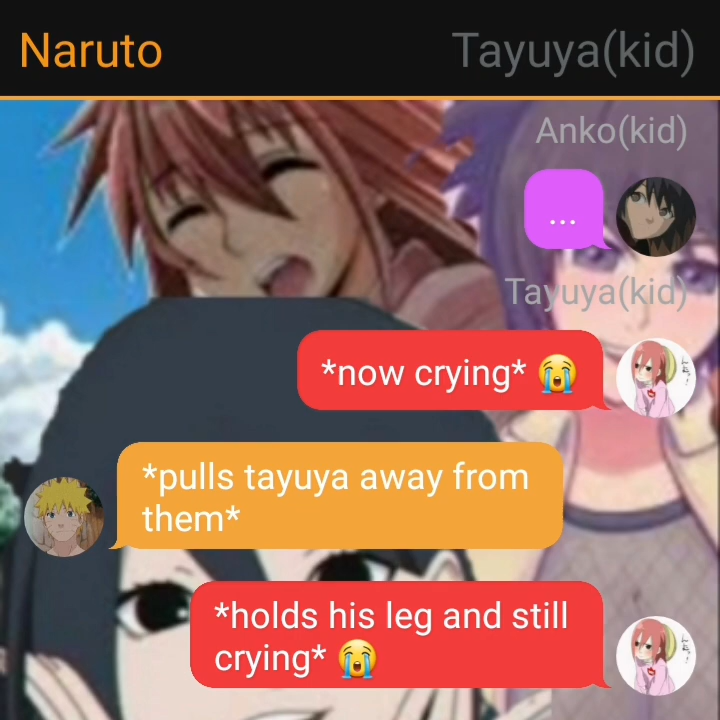 Naruto
Tayuya(kid)
Anko(kid)
...
Tayuya(kid)
*now crying* 😭
*pulls tayuya away from
them*
*holds his leg and still
crying* 😭